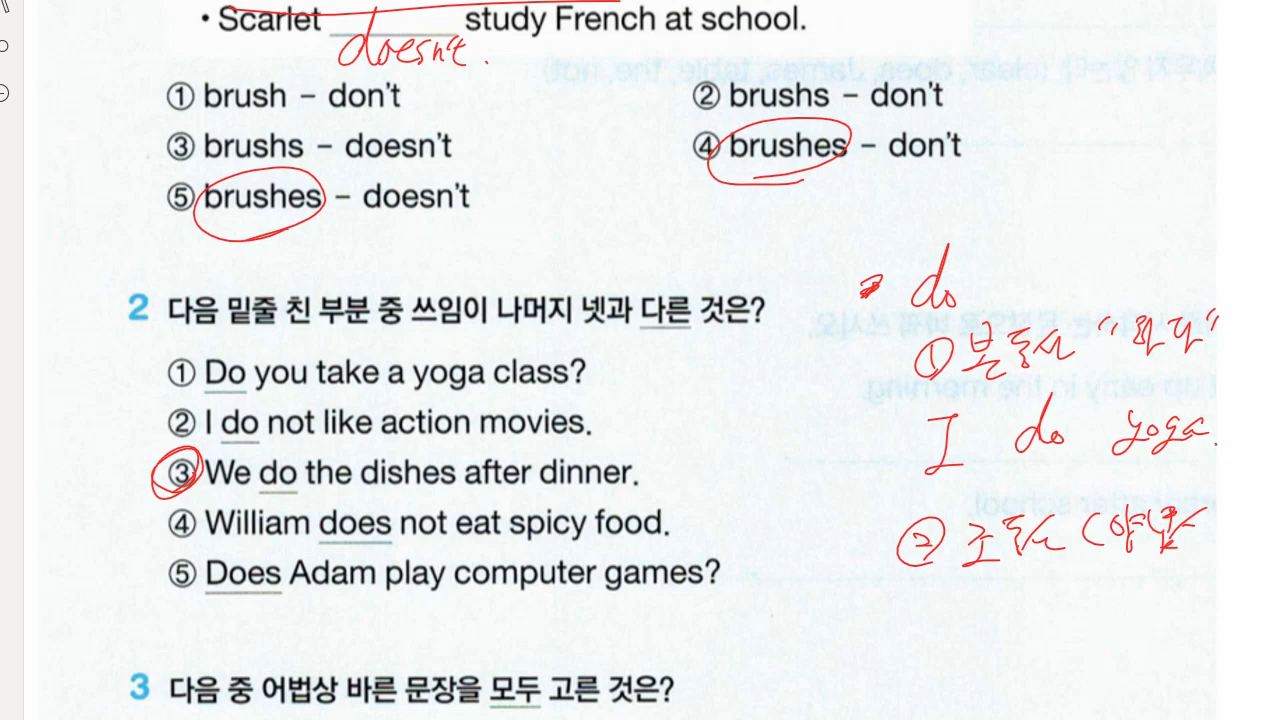 • Scarlet ________ study French at school.
doesn't.
① brush – don't
② brushs – don't
③ brushs – doesn't
④ brushes – don't
⑤ brushes – doesn't
2 다음 밑줄 친 부분 중 쓰임이 나머지 넷과 다른 것은?
① Do you take a yoga class?
② I do not like action movies.
③ We do the dishes after dinner.
④ William does not eat spicy food.
⑤ Does Adam play computer games?
do
① 본동사 "하다"
I do yoga.
② 조동사 (
3 다음 중 어법상 바른 문장을 모두 고른 것은?